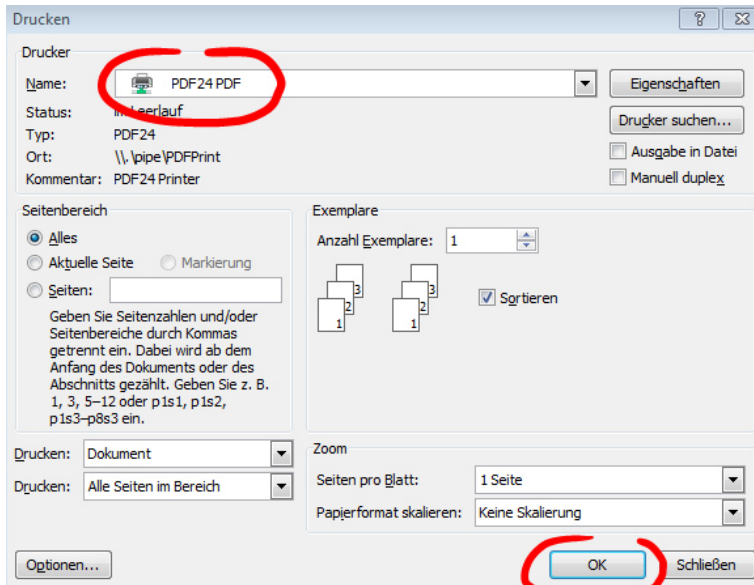 Drucken
Drucker
Name:
PDF24 PDF
Eigenschaften
Status:
Im Leerlauf
Drucker suchen...
Typ:
PDF24
Ort:
\\.\pipe\PDFPrint
Ausgabe in Datei
Kommentar:
PDF24 Printer
Manuell duplex
Seitenbereich
Alles
Aktuelle Seite
Markierung
Seiten:
Geben Sie Seitenzahlen und/oder
Seitenbereiche durch Kommas
getrennt ein. Dabei wird ab dem
Anfang des Dokuments oder des
Abschnitts gezählt. Geben Sie z. B.
1, 3, 5–12 oder p1s1, p1s2,
p1s3–p8s3 ein.
Exemplare
Anzahl Exemplare:
1
3
2
1
3
2
1
Sortieren
Drucken:
Dokument
Drucken:
Alle Seiten im Bereich
Zoom
Seiten pro Blatt:
1 Seite
Papierformat skalieren:
Keine Skalierung
Optionen...
OK
Schließen